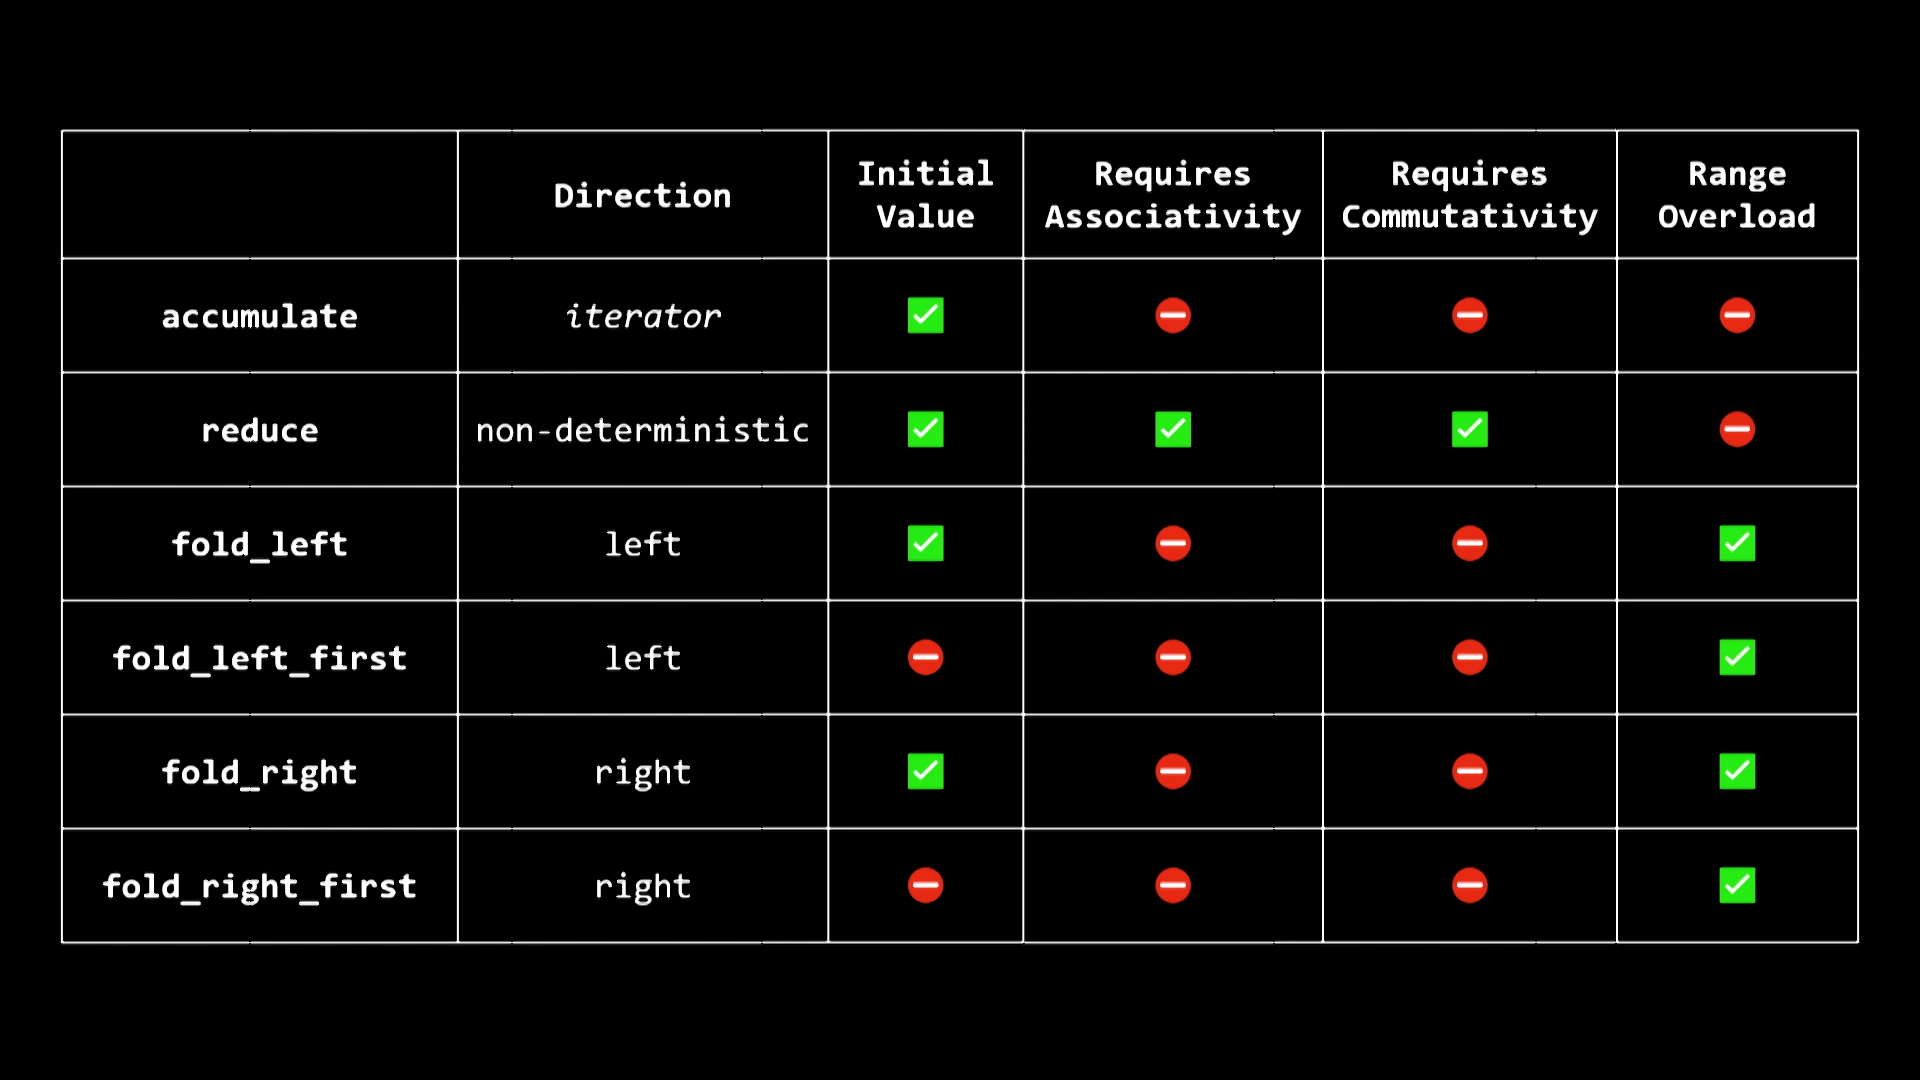 Direction
Initial
Value
Requires
Associativity
Requires
Commutativity
Range
Overload
accumulate
iterator
reduce
non-deterministic
fold_left
left
fold_left_first
left
fold_right
right
fold_right_first
right